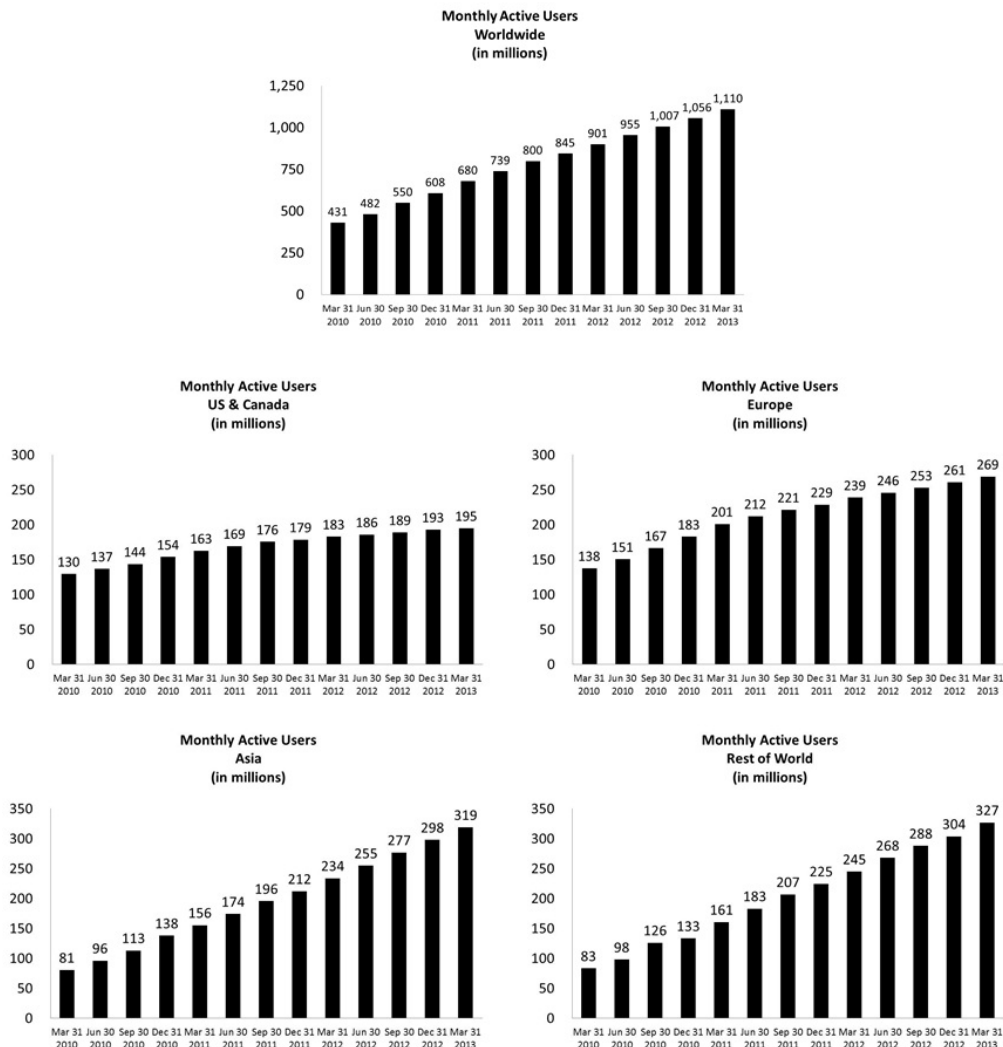 Monthly Active Users
Worldwide
(in millions)
1,250
1,000
750
500
250
0
431 482 550 608 680 739 800 845 901 955 1,007 1,056 1,110
Mar 31 Jun 30 Sep 30 Dec 31 Mar 31 Jun 30 Sep 30 Dec 31 Mar 31 Jun 30 Sep 30 Dec 31 Mar 31
2010 2010 2010 2010 2011 2011 2011 2011 2012 2012 2012 2012 2013
Monthly Active Users
US & Canada
(in millions)
300
250
200
150
100
50
0
130 137 144 154 163 169 176 179 183 186 189 193 195
Mar 31 Jun 30 Sep 30 Dec 31 Mar 31 Jun 30 Sep 30 Dec 31 Mar 31 Jun 30 Sep 30 Dec 31 Mar 31
2010 2010 2010 2010 2011 2011 2011 2011 2012 2012 2012 2012 2013
Monthly Active Users
Europe
(in millions)
300
250
200
150
100
50
0
138 151 167 183 201 212 221 229 239 246 253 261 269
Mar 31 Jun 30 Sep 30 Dec 31 Mar 31 Jun 30 Sep 30 Dec 31 Mar 31 Jun 30 Sep 30 Dec 31 Mar 31
2010 2010 2010 2010 2011 2011 2011 2011 2012 2012 2012 2012 2013
Monthly Active Users
Asia
(in millions)
350
300
250
200
150
100
50
0
81 96 113 138 156 174 196 212 234 255 277 298 319
Mar 31 Jun 30 Sep 30 Dec 31 Mar 31 Jun 30 Sep 30 Dec 31 Mar 31 Jun 30 Sep 30 Dec 31 Mar 31
2010 2010 2010 2010 2011 2011 2011 2011 2012 2012 2012 2012 2013
Monthly Active Users
Rest of World
(in millions)
350
300
250
200
150
100
50
0
83 98 126 133 161 183 207 225 245 268 288 304 327
Mar 31 Jun 30 Sep 30 Dec 31 Mar 31 Jun 30 Sep 30 Dec 31 Mar 31 Jun 30 Sep 30 Dec 31 Mar 31
2010 2010 2010 2010 2011 2011 2011 2011 2012 2012 2012 2012 2013